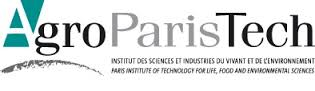 AgroParisTech
INSTITUT DES SCIENCES ET INDUSTRIES DU VIVANT ET DE L'ENVIRONNEMENT
PARIS INSTITUTE OF TECHNOLOGY FOR LIFE, FOOD AND ENVIRONMENTAL SCIENCES